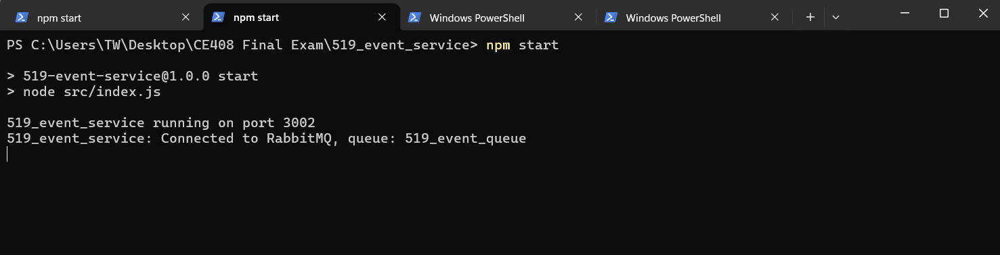 npm start
npm start
Windows PowerShell
Windows PowerShell
PS C:\Users\TW\Desktop\CE408 Final Exam\519_event_service> npm start
> 519-event-service@1.0.0 start
> node src/index.js
519_event_service running on port 3002
519_event_service: Connected to RabbitMQ, queue: 519_event_queue